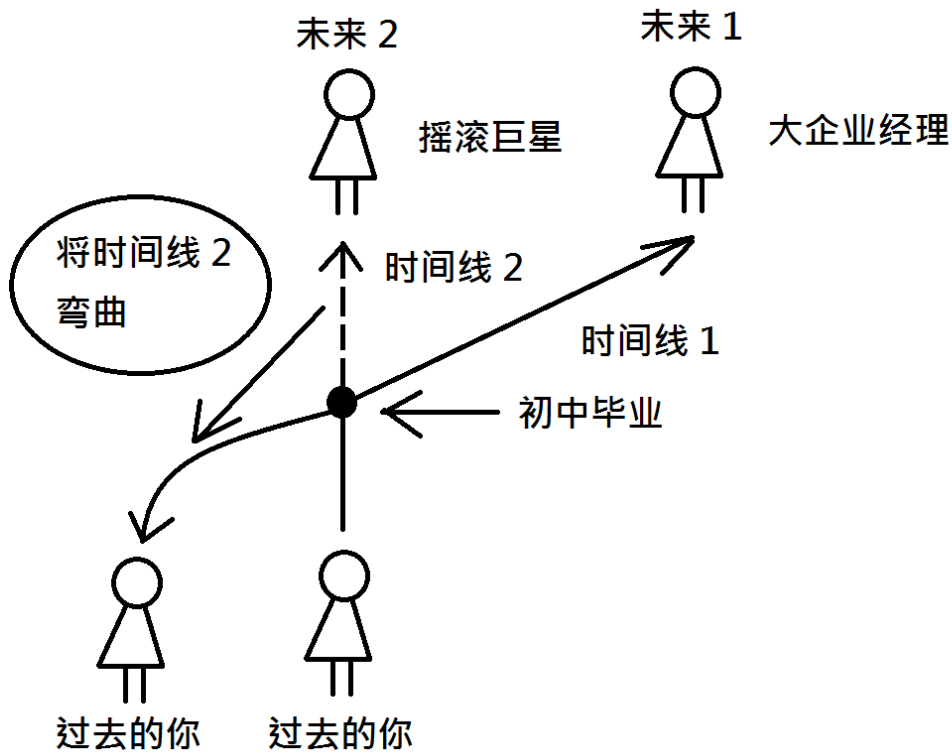 未来 2
未来 1
摇滚巨星
大企业经理
将时间线 2
弯曲
时间线 2
时间线 1
初中毕业
过去的你
过去的你